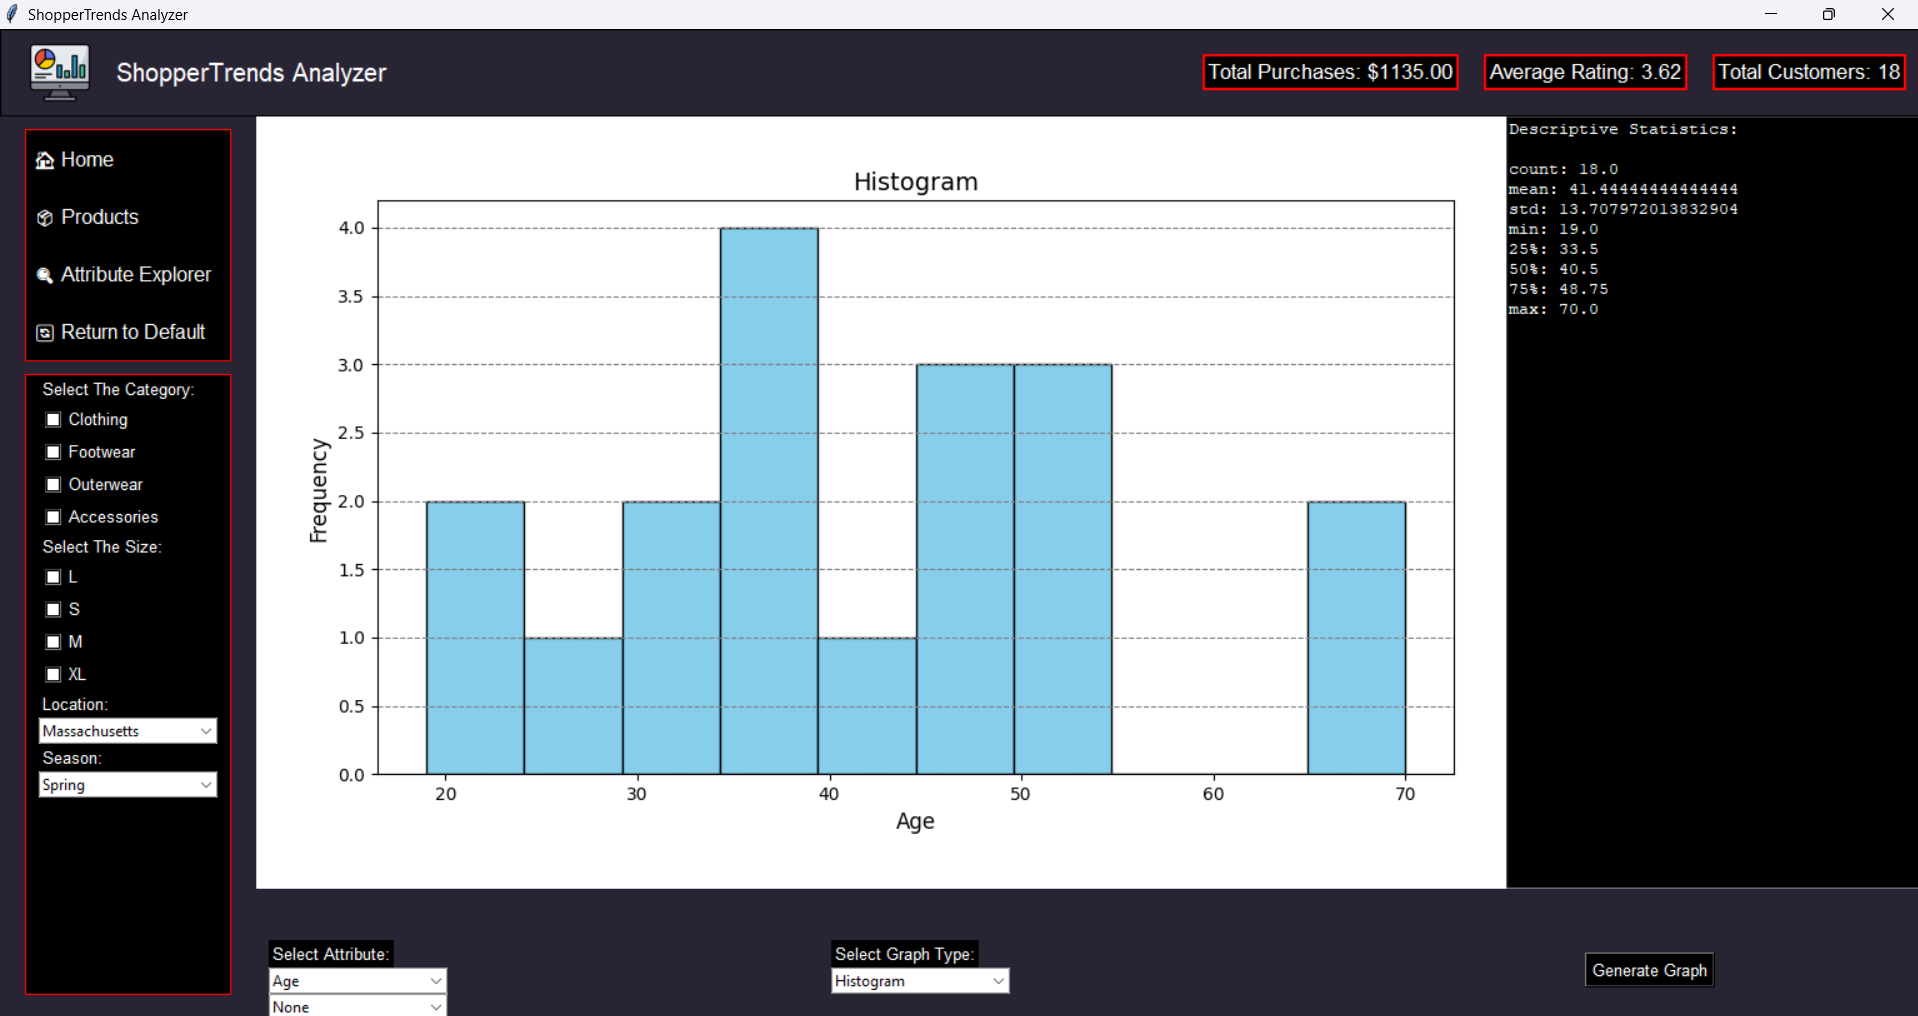 ShopperTrends Analyzer
ShopperTrends Analyzer
Total Purchases: $1135.00
Average Rating: 3.62
Total Customers: 18
Home
Products
Attribute Explorer
Return to Default
Select The Category:
Clothing
Footwear
Outerwear
Accessories
Select The Size:
L
S
M
XL
Location:
Massachusetts
Season:
Spring
Histogram
4.0
3.5
3.0
2.5
2.0
1.5
1.0
0.5
0.0
Frequency
20 30 40 50 60 70
Age
Descriptive Statistics:
count: 18.0
mean: 41.44444444444444
std: 13.707972013832904
min: 19.0
25%: 33.5
50%: 40.5
75%: 48.75
max: 70.0
Select Attribute:
Age
None
Select Graph Type:
Histogram
Generate Graph